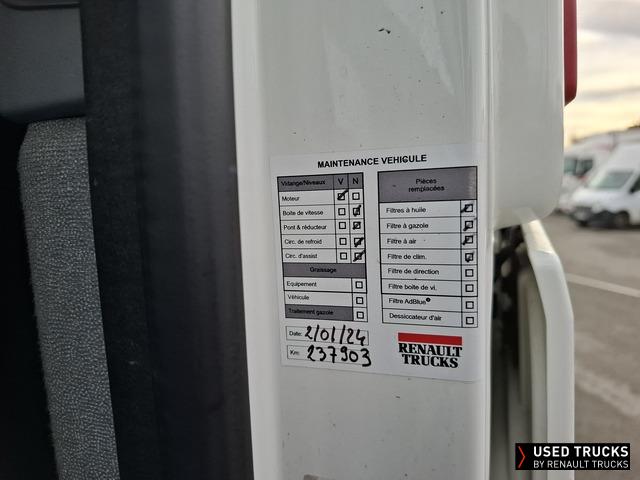 MAINTENANCE VEHICULE
Vidange/Niveaux V N
Moteur
Boite de vitesse
Pont & réducteur
Circ. de refroid
Circ. d'assist
Graissage
Equipement
Véhicule
Traitement gazole
Date: 2/01/24
Km: 237903
Pièces
remplacées
Filtres à huile
Filtre à gazole
Filtre à air
Filtre de clim.
Filtre de direction
Filtre boite de vi.
Filtre AdBlue®
Dessiccateur d'air
RENAULT
TRUCKS
USED TRUCKS
BY RENAULT TRUCKS